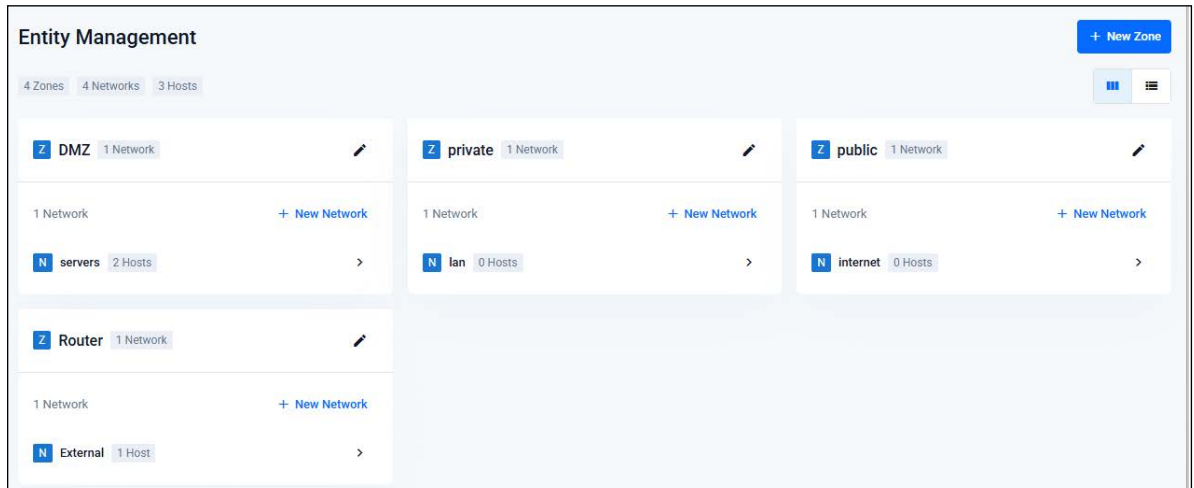 Entity Management
+ New Zone
4 Zones 4 Networks 3 Hosts
Z DMZ 1 Network
1 Network + New Network
N servers 2 Hosts
Z private 1 Network
1 Network + New Network
N lan 0 Hosts
Z public 1 Network
1 Network + New Network
N internet 0 Hosts
Z Router 1 Network
1 Network + New Network
N External 1 Host